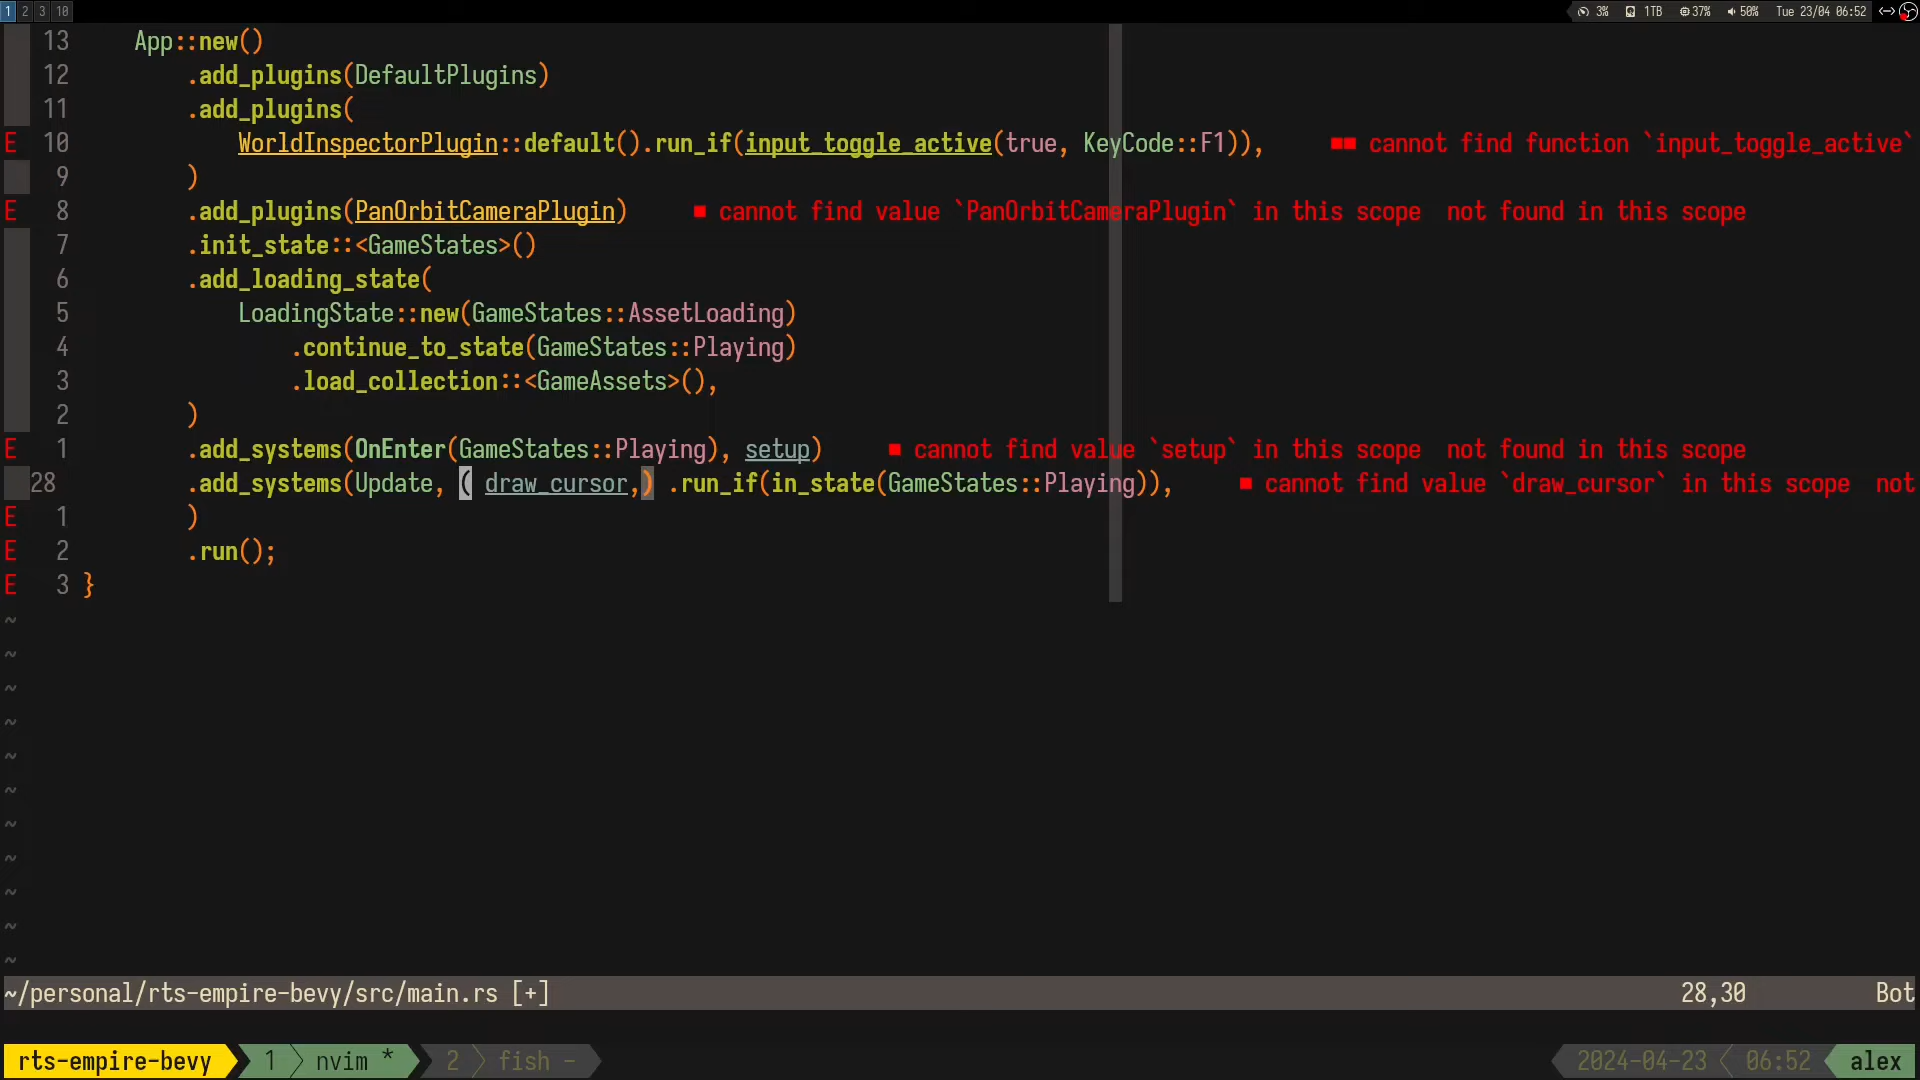 1 2 3 10 3% 1TB 37% 50% Tue 23/04 06:52
13 App::new()
12 .add_plugins(DefaultPlugins)
11 .add_plugins(
E 10 WorldInspectorPlugin::default().run_if(input_toggle_active(true, KeyCode::F1)), ■■ cannot find function `input_toggle_active`
9 )
E 8 .add_plugins(PanOrbitCameraPlugin) ■ cannot find value `PanOrbitCameraPlugin` in this scope not found in this scope
7 .init_state::<GameStates>()
6 .add_loading_state(
5 LoadingState::new(GameStates::AssetLoading)
4 .continue_to_state(GameStates::Playing)
3 .load_collection::<GameAssets>(),
2 )
E 1 .add_systems(OnEnter(GameStates::Playing), setup) ■ cannot find value `setup` in this scope not found in this scope
28 .add_systems(Update, ( draw_cursor,) .run_if(in_state(GameStates::Playing)), ■ cannot find value `draw_cursor` in this scope not
E 1 )
E 2 .run();
E 3 }
~
~
~
~
~
~
~
~
~
~
~
~/personal/rts-empire-bevy/src/main.rs [+] 28,30 Bot
rts-empire-bevy 1 nvim * 2 fish - 2024-04-23 06:52 alex